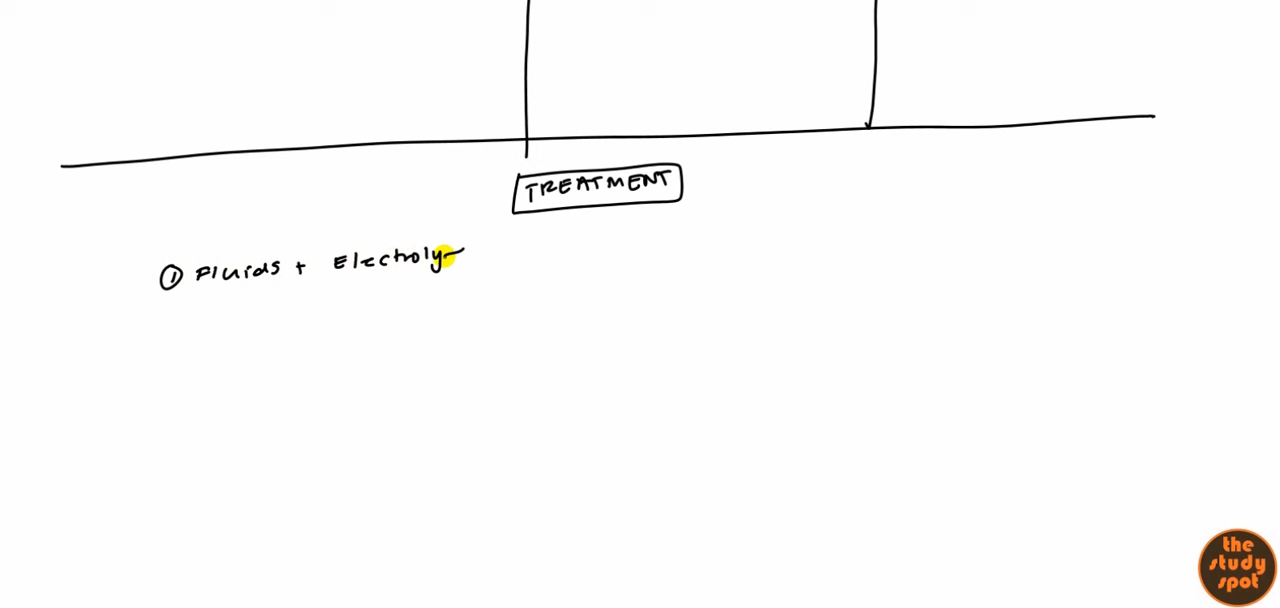 TREATMENT
① Fluids + Electroly
the
study
spot